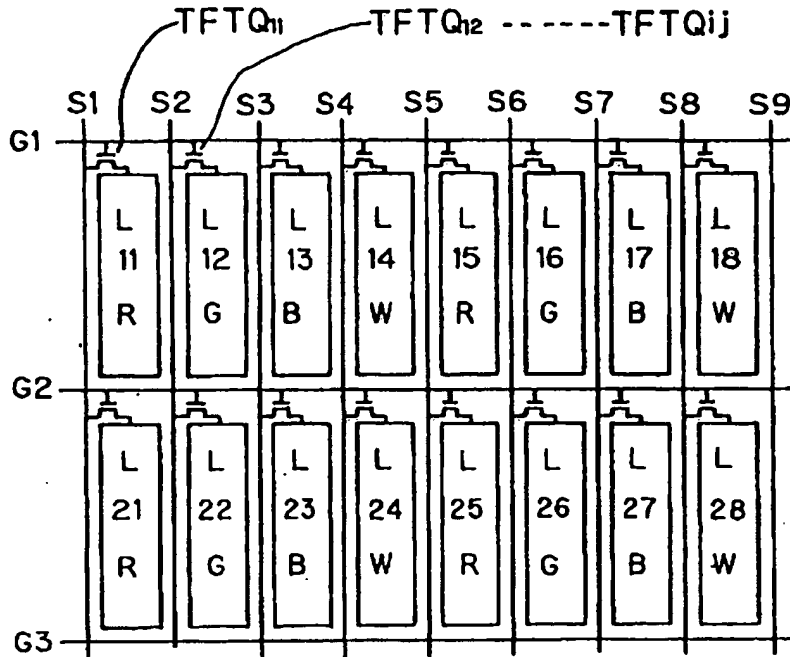 TFTQ11 TFTQ12 ------TFTQij
S1 S2 S3 S4 S5 S6 S7 S8 S9
G1
L L L L L L L L
11 12 13 14 15 16 17 18
R G B W R G B W
G2
L L L L L L L L
21 22 23 24 25 26 27 28
R G B W R G B W
G3